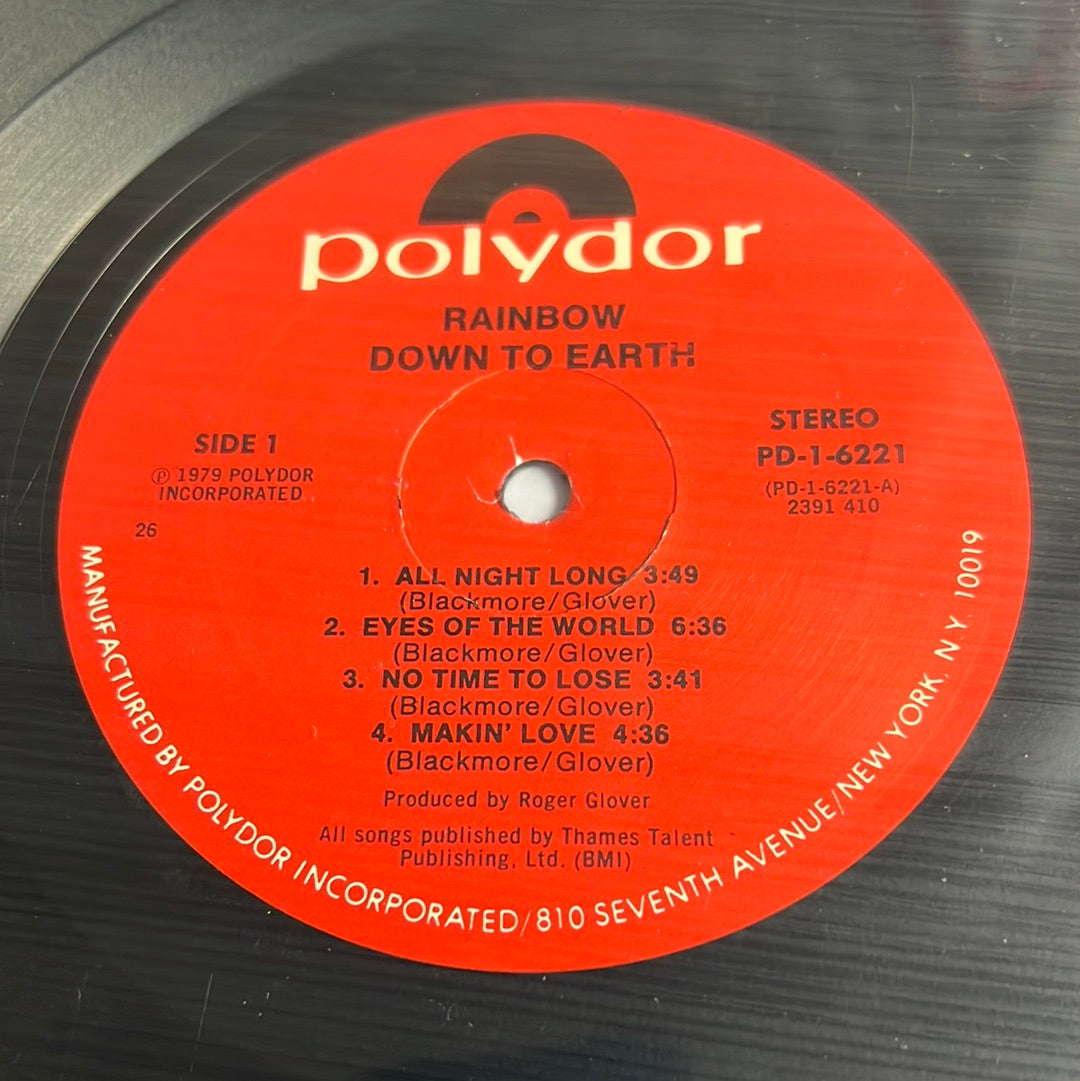 polydor
RAINBOW
DOWN TO EARTH
SIDE 1
Ⓟ 1979 POLYDOR
INCORPORATED
26
STEREO
PD-1-6221
(PD-1-6221-A)
2391 410
1. ALL NIGHT LONG 3:49
(Blackmore/Glover)
2. EYES OF THE WORLD 6:36
(Blackmore/Glover)
3. NO TIME TO LOSE 3:41
(Blackmore/Glover)
4. MAKIN' LOVE 4:36
(Blackmore/Glover)
Produced by Roger Glover
All songs published by Thames Talent
Publishing, Ltd. (BMI)
MANUFACTURED BY POLYDOR INCORPORATED/810 SEVENTH AVENUE/NEW YORK, N.Y. 10019